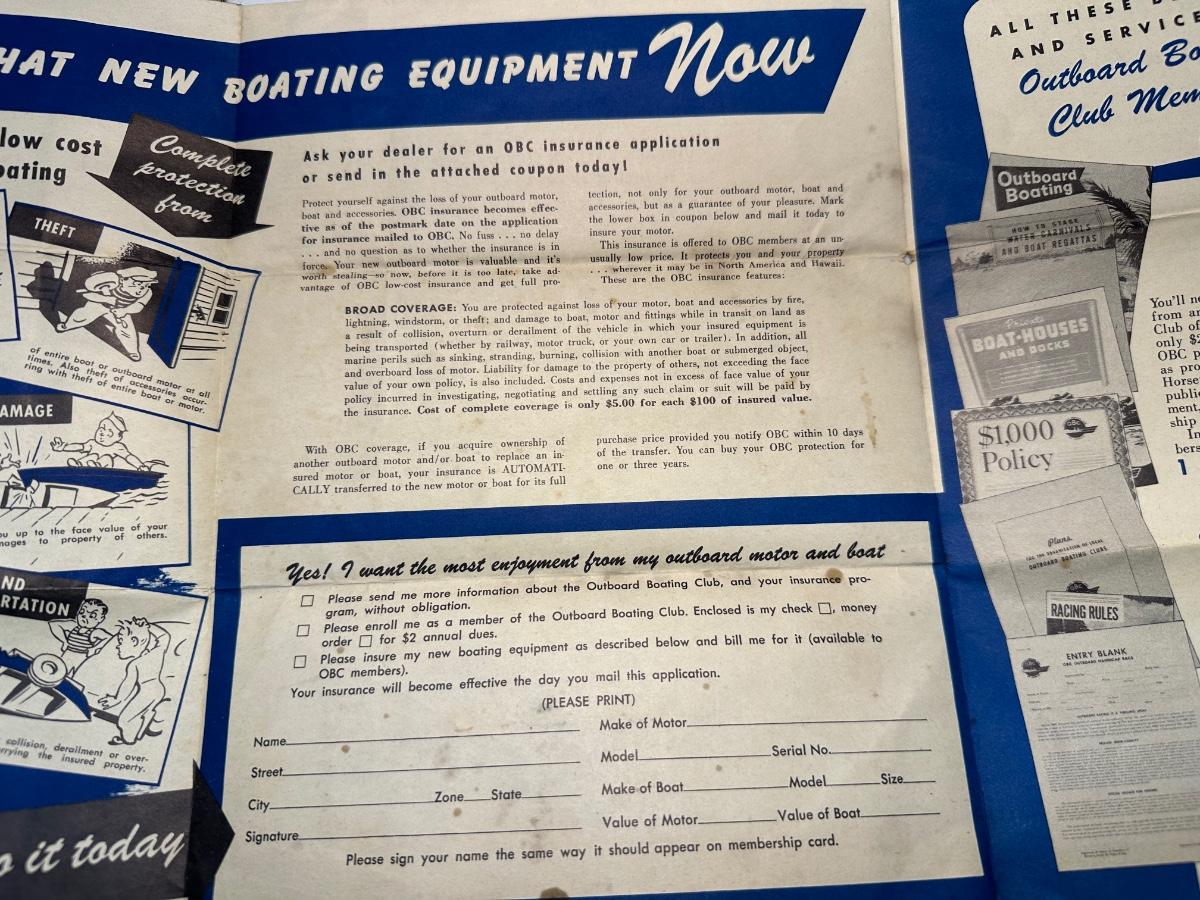 HAT NEW BOATING EQUIPMENT Now
low cost
oating
Complete
protection
from
THEFT
of entire boat or outboard motor at all
times. Also theft of accessories occur-
ring with theft of entire boat or motor.
AMAGE
ou up to the face value of your
mages to property of others.
ND
RTATION
collision, derailment or over-
rrying the insured property.
o it today
Ask your dealer for an OBC insurance application
or send in the attached coupon today!
Protect yourself against the loss of your outboard motor,
boat and accessories. OBC insurance becomes effec-
tive as of the postmark date on the application
for insurance mailed to OBC. No fuss . . . no delay
. . . and no question as to whether the insurance is in
force. Your new outboard motor is valuable and it's
worth stealing—so now, before it is too late, take ad-
vantage of OBC low-cost insurance and get full pro-
tection, not only for your outboard motor, boat and
accessories, but as a guarantee of your pleasure. Mark
the lower box in coupon below and mail it today to
insure your motor.
This insurance is offered to OBC members at an un-
usually low price. It protects you and your property
. . . wherever it may be in North America and Hawaii.
These are the OBC insurance features:
BROAD COVERAGE: You are protected against loss of your motor, boat and accessories by fire,
lightning, windstorm, or theft; and damage to boat, motor and fittings while in transit on land as
a result of collision, overturn or derailment of the vehicle in which your insured equipment is
being transported (whether by railway, motor truck, or your own car or trailer). In addition, all
marine perils such as sinking, stranding, burning, collision with another boat or submerged object,
and overboard loss of motor. Liability for damage to the property of others, not exceeding the face
value of your own policy, is also included. Costs and expenses not in excess of face value of your
policy incurred in investigating, negotiating and settling any such claim or suit will be paid by
the insurance. Cost of complete coverage is only $5.00 for each $100 of insured value.
With OBC coverage, if you acquire ownership of
another outboard motor and/or boat to replace an in-
sured motor or boat, your insurance is AUTOMATI-
CALLY transferred to the new motor or boat for its full
purchase price provided you notify OBC within 10 days
of the transfer. You can buy your OBC protection for
one or three years.
Yes! I want the most enjoyment from my outboard motor and boat
☐ Please send me more information about the Outboard Boating Club, and your insurance pro-
gram, without obligation.
☐ Please enroll me as a member of the Outboard Boating Club. Enclosed is my check ☐, money
order ☐ for $2 annual dues.
☐ Please insure my new boating equipment as described below and bill me for it (available to
OBC members).
Your insurance will become effective the day you mail this application.
(PLEASE PRINT)
Name
Street
City Zone State
Signature
Make of Motor
Model Serial No.
Make of Boat Model Size
Value of Motor Value of Boat
Please sign your name the same way it should appear on membership card.
ALL THESE B
AND SERVICE
Outboard Bo
Club Mem
Outboard
Boating
HOW TO STAGE
WATER CARNIVALS
AND BOAT REGATTAS
BOAT-HOUSES
AND DOCKS
$1,000
Policy
Plans
FOR THE ORGANIZATION OF LOCAL
OUTBOARD BOATING CLUBS
RACING RULES
ENTRY BLANK
OBC OUTBOARD HANDICAP RACE
You'll ne
from an
Club of
only $2
OBC p
as pro
Horse
public
ment,
ship
In
bers
1